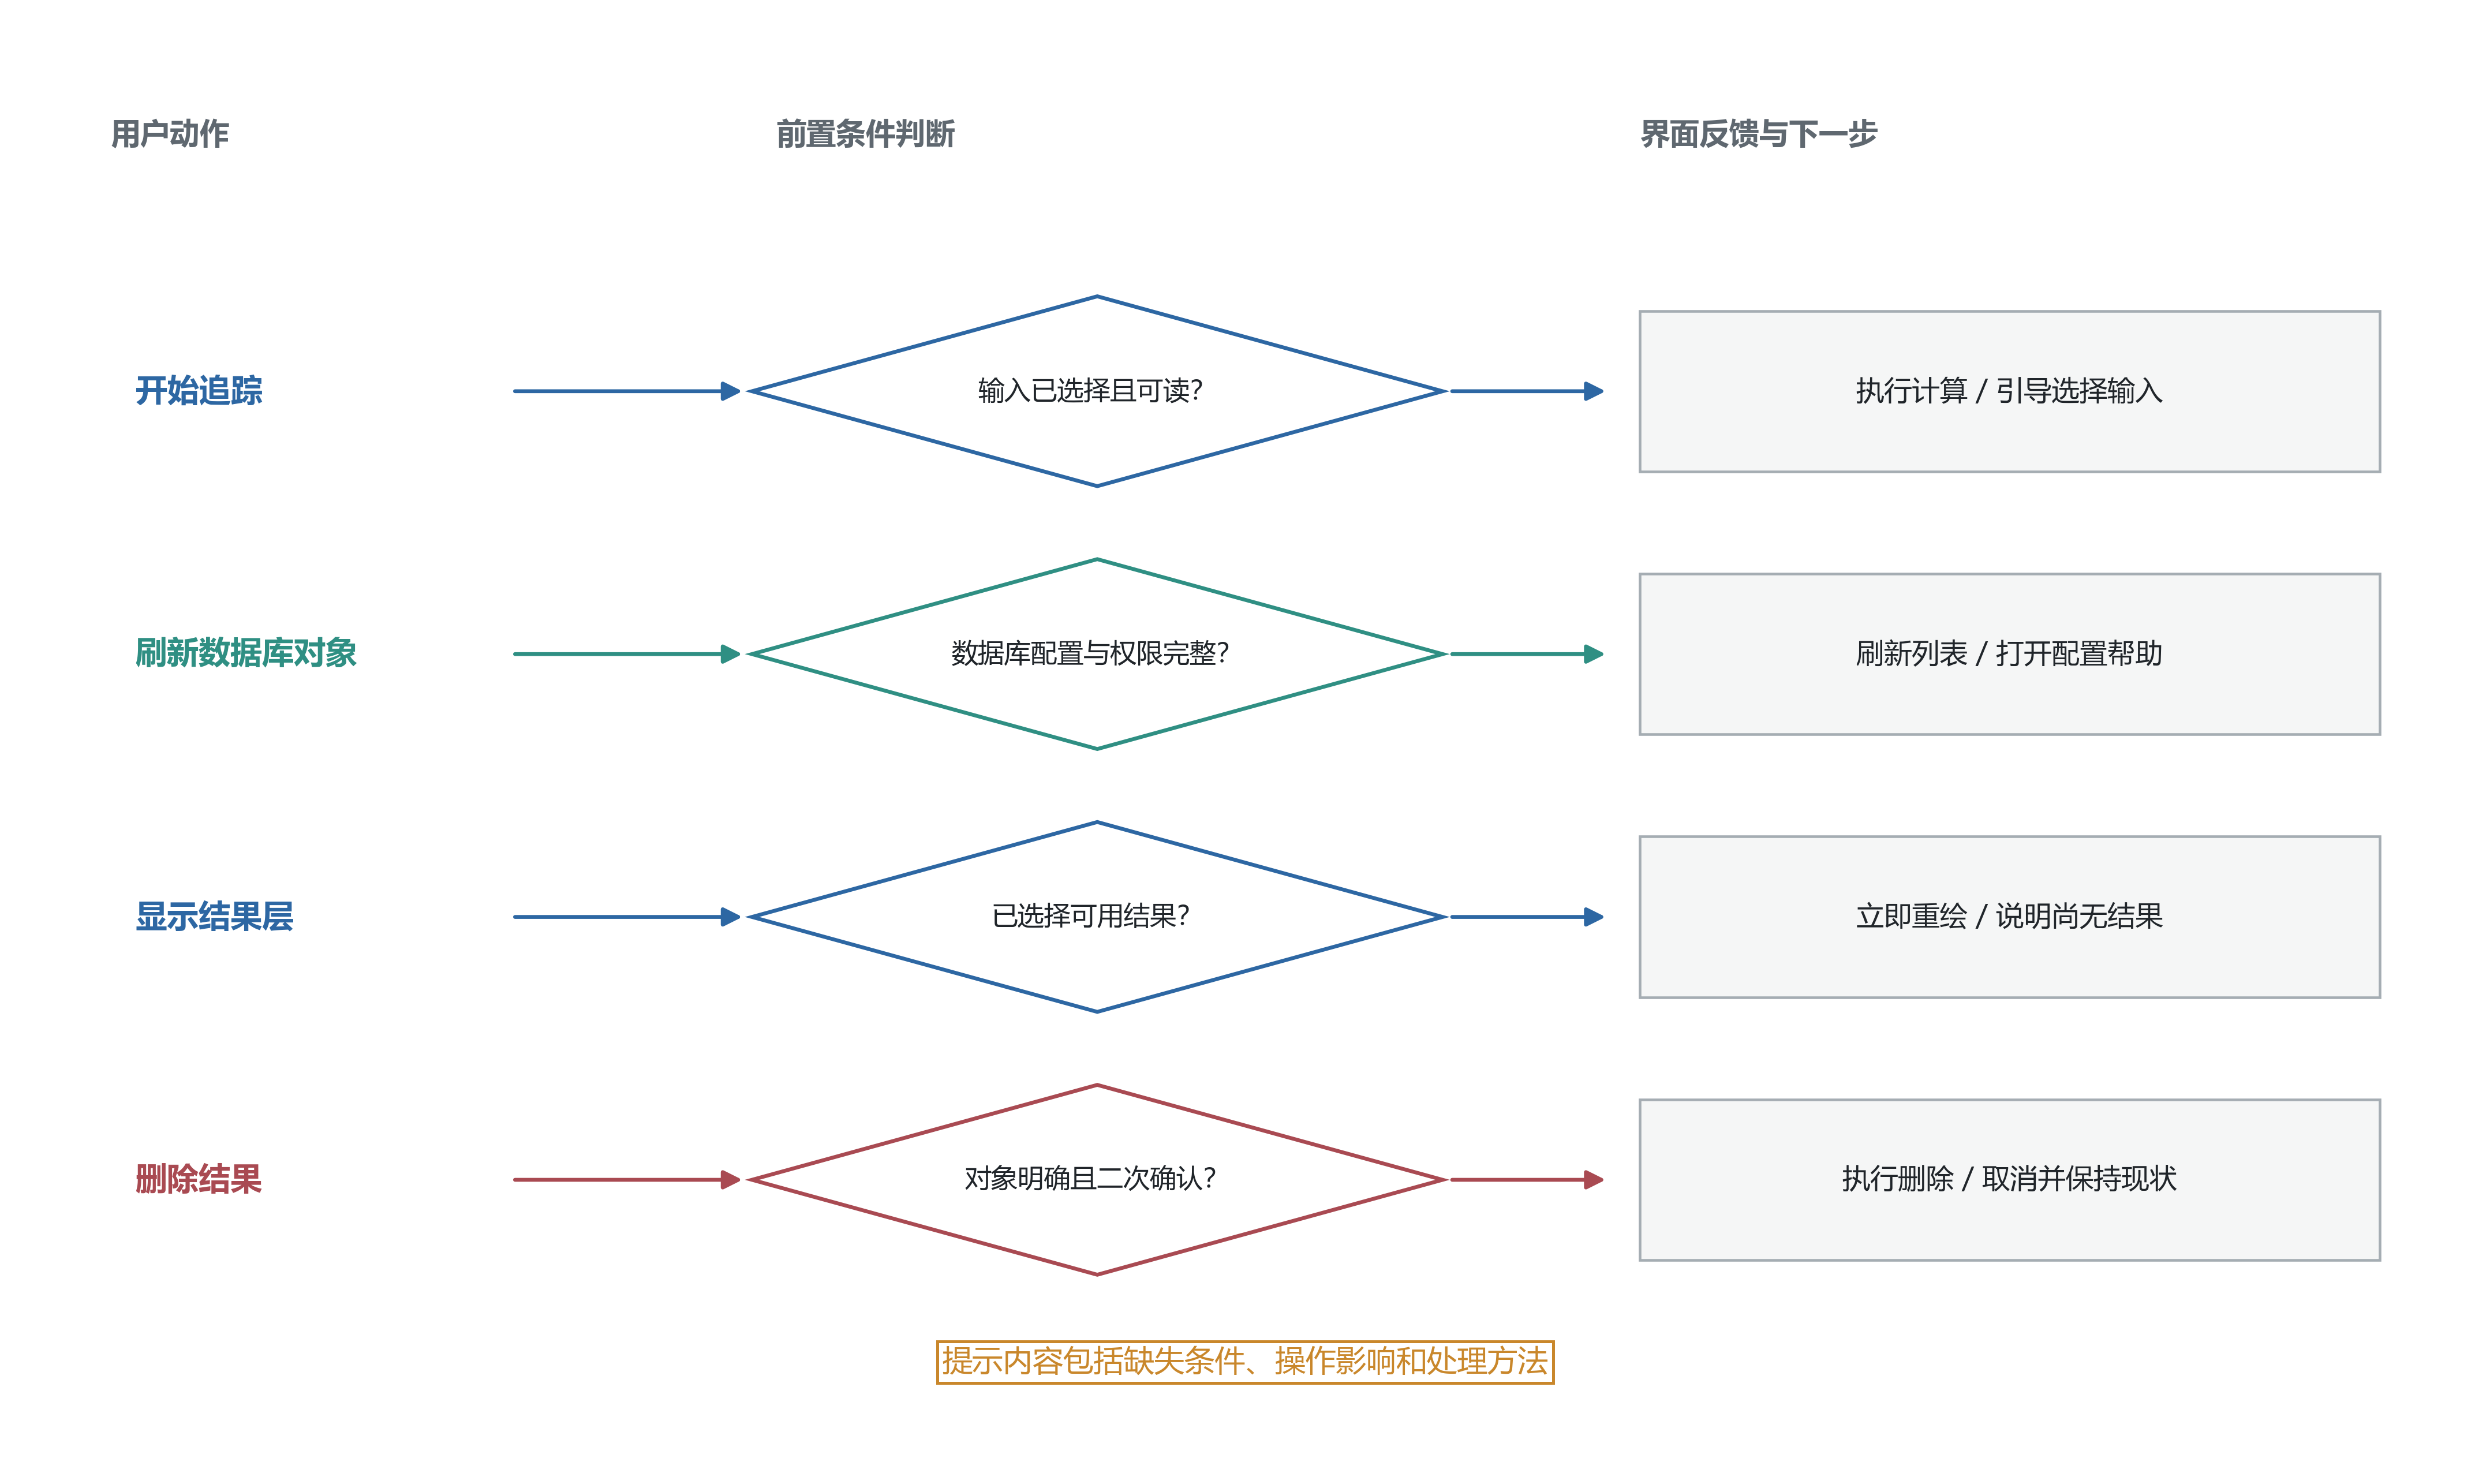 用户动作
前置条件判断
界面反馈与下一步
开始追踪
输入已选择且可读？
执行计算 / 引导选择输入
刷新数据库对象
数据库配置与权限完整？
刷新列表 / 打开配置帮助
显示结果层
已选择可用结果？
立即重绘 / 说明尚无结果
删除结果
对象明确且二次确认？
执行删除 / 取消并保持现状
提示内容包括缺失条件、操作影响和处理方法